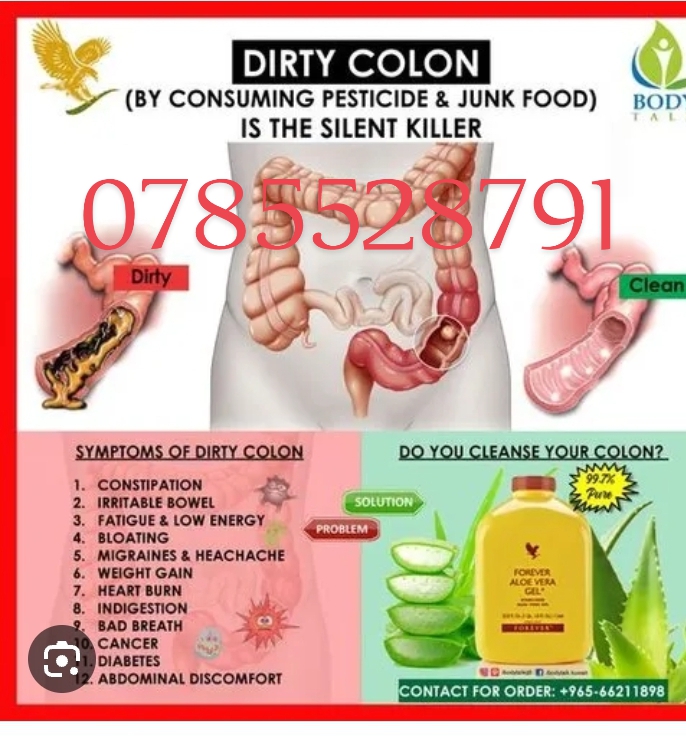 DIRTY COLON
(BY CONSUMING PESTICIDE & JUNK FOOD)
IS THE SILENT KILLER
BODY
TAL
0785528791
Dirty
Clean
SYMPTOMS OF DIRTY COLON
1. CONSTIPATION
2. IRRITABLE BOWEL
3. FATIGUE & LOW ENERGY
4. BLOATING
5. MIGRAINES & HEACHACHE
6. WEIGHT GAIN
7. HEART BURN
8. INDIGESTION
9. BAD BREATH
10. CANCER
11. DIABETES
12. ABDOMINAL DISCOMFORT
SOLUTION
PROBLEM
DO YOU CLEANSE YOUR COLON?
99.7%
Pure
FOREVER
ALOE VERA
GEL®
FOREVER
CONTACT FOR ORDER: +965-66211898